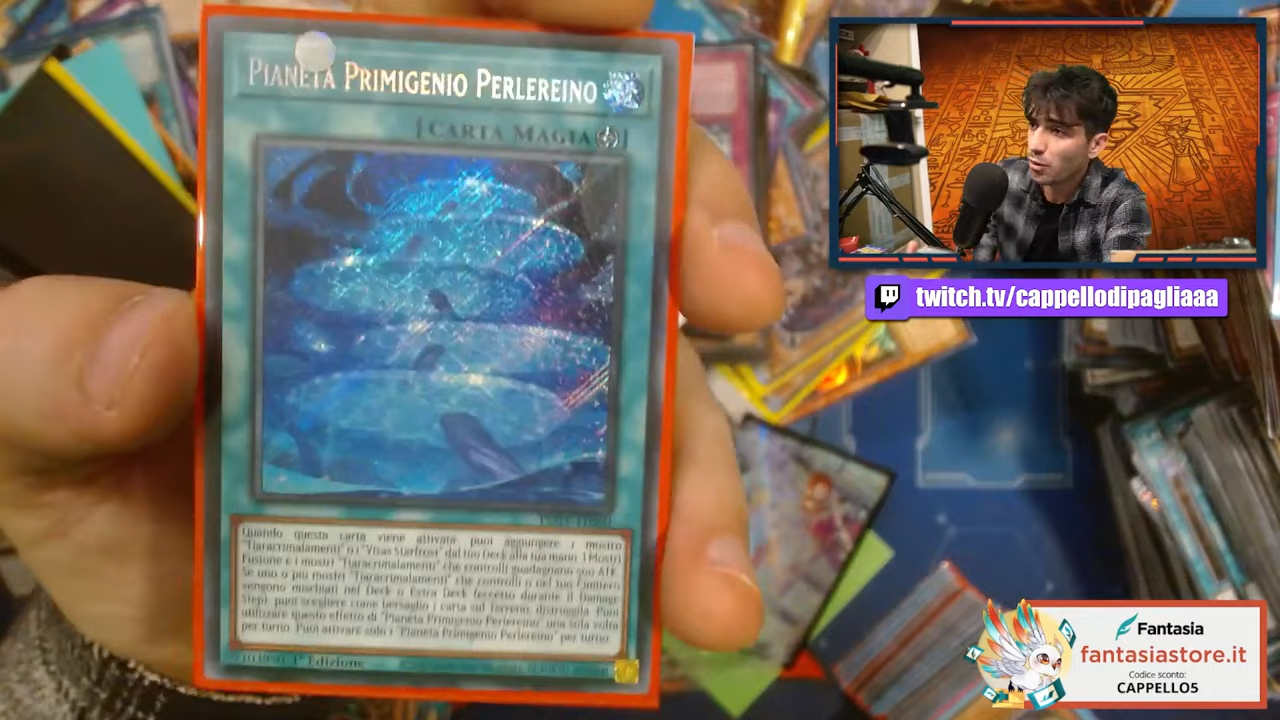 PIANETA PRIMIGENIO PERLEREINO
[CARTA MAGIA ]
twitch.tv/cappellodipagliaaa
Quando questa carta viene attivata: puoi aggiungere 1 mostro
"Tiaracrimalamenti" o 1 "Visas Starfrost" dal tuo Deck alla tua mano. I Mostri
Fusione e i mostri "Tiaracrimalamenti" che controlli guadagnano 500 ATK.
Se uno o più mostri "Tiaracrimalamenti" che controlli o nel tuo Cimitero
vengono mischiati nel Deck o Extra Deck (eccetto durante il Damage
Step): puoi scegliere come bersaglio 1 carta sul Terreno; distruggila. Puoi
utilizzare questo effetto di "Pianeta Primigenio Perlereino" una sola volta
per turno. Puoi attivare solo 1 "Pianeta Primigenio Perlereino" per turno.
1ª Edizione
Fantasia
fantasiastore.it
Codice sconto:
CAPPELLO5